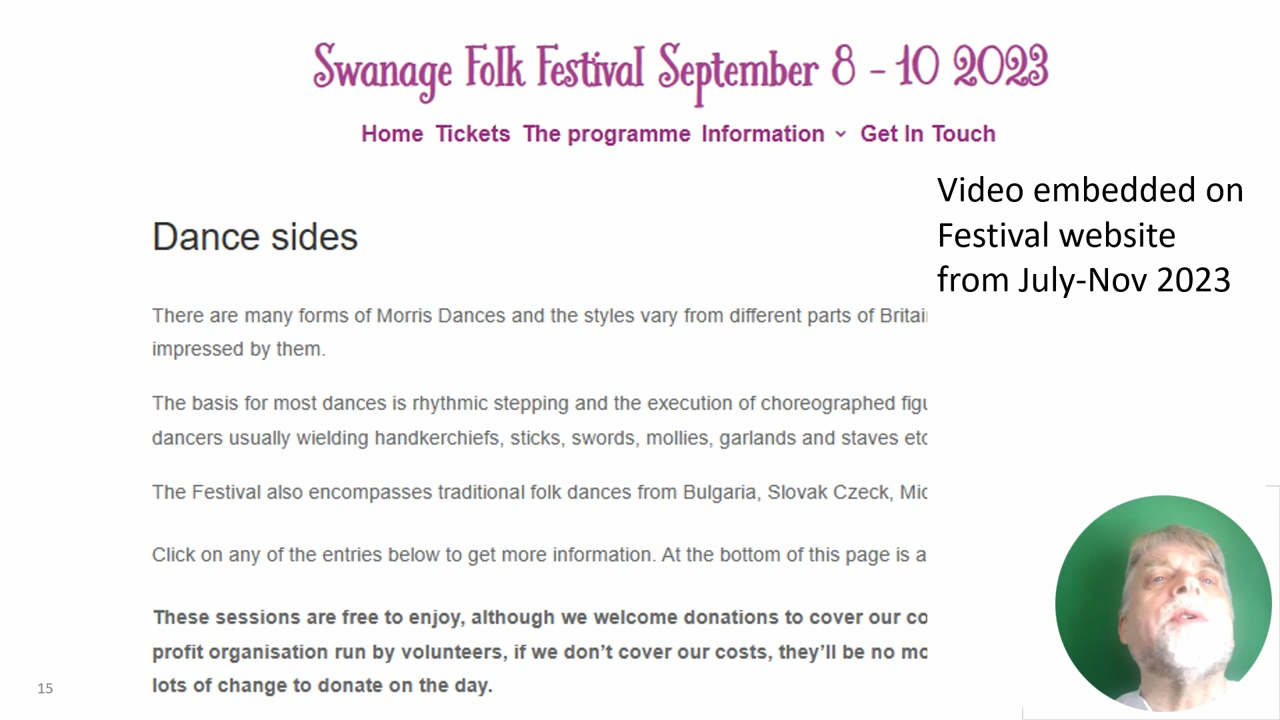 Swanage Folk Festival September 8 - 10 2023
Home Tickets The programme Information Get In Touch
Video embedded on
Festival website
from July-Nov 2023
Dance sides
There are many forms of Morris Dances and the styles vary from different parts of
impressed by them.
The basis for most dances is rhythmic stepping and the execution of choreographed
dancers usually wielding handkerchiefs, sticks, swords, mollies, garlands and staves
The Festival also encompasses traditional folk dances from Bulgaria, Slovak Czeck,
Click on any of the entries below to get more information. At the bottom of this page is a
These sessions are free to enjoy, although we welcome donations to cover our
profit organisation run by volunteers, if we don't cover our costs, they'll be no
lots of change to donate on the day.
15